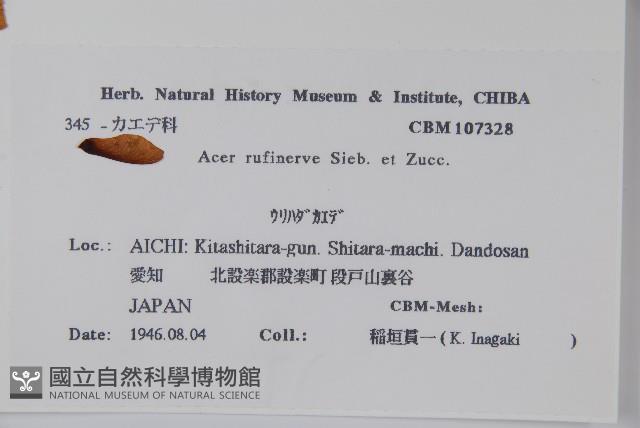 Herb. Natural History Museum & Institute, CHIBA
345 - カエデ科 CBM107328
Acer rufinerve Sieb. et Zucc.
ｳﾘﾊﾀﾞｶｴﾃﾞ
Loc.: AICHI: Kitashitara-gun. Shitara-machi. Dandosan
愛知 北設楽郡設楽町 段戸山裏谷
JAPAN CBM-Mesh:
Date: 1946.08.04 Coll.: 稲垣貫一 ( K. Inagaki )
國立自然科學博物館
NATIONAL MUSEUM OF NATURAL SCIENCE